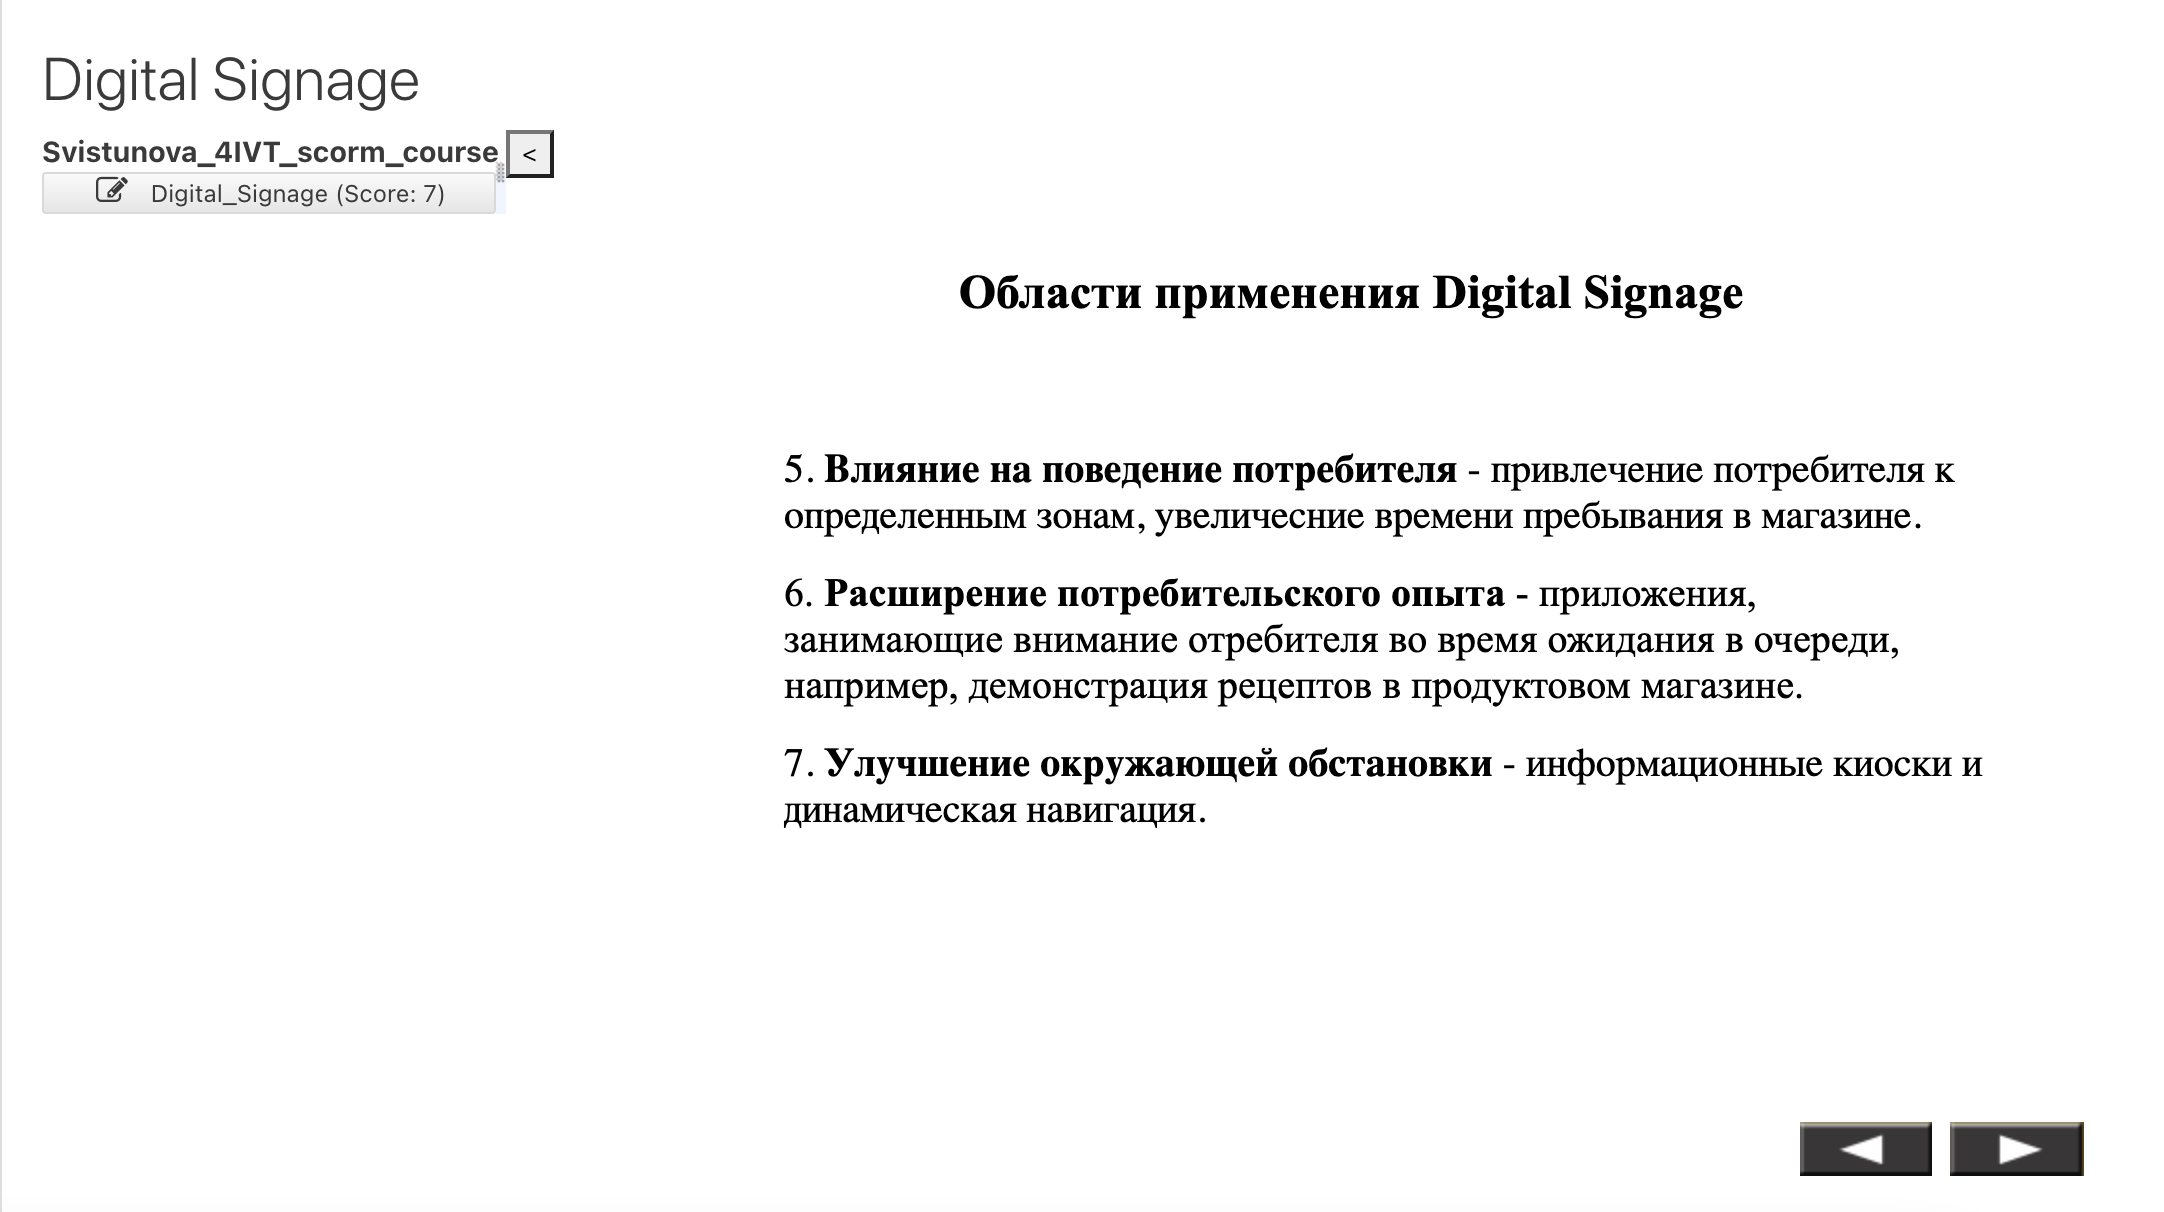 Digital Signage
Svistunova_4IVT_scorm_course
<
Digital_Signage (Score: 7)
Области применения Digital Signage
5. Влияние на поведение потребителя - привлечение потребителя к
определенным зонам, увеличесние времени пребывания в магазине.
6. Расширение потребительского опыта - приложения,
занимающие внимание отребителя во время ожидания в очереди,
например, демонстрация рецептов в продуктовом магазине.
7. Улучшение окружающей обстановки - информационные киоски и
динамическая навигация.